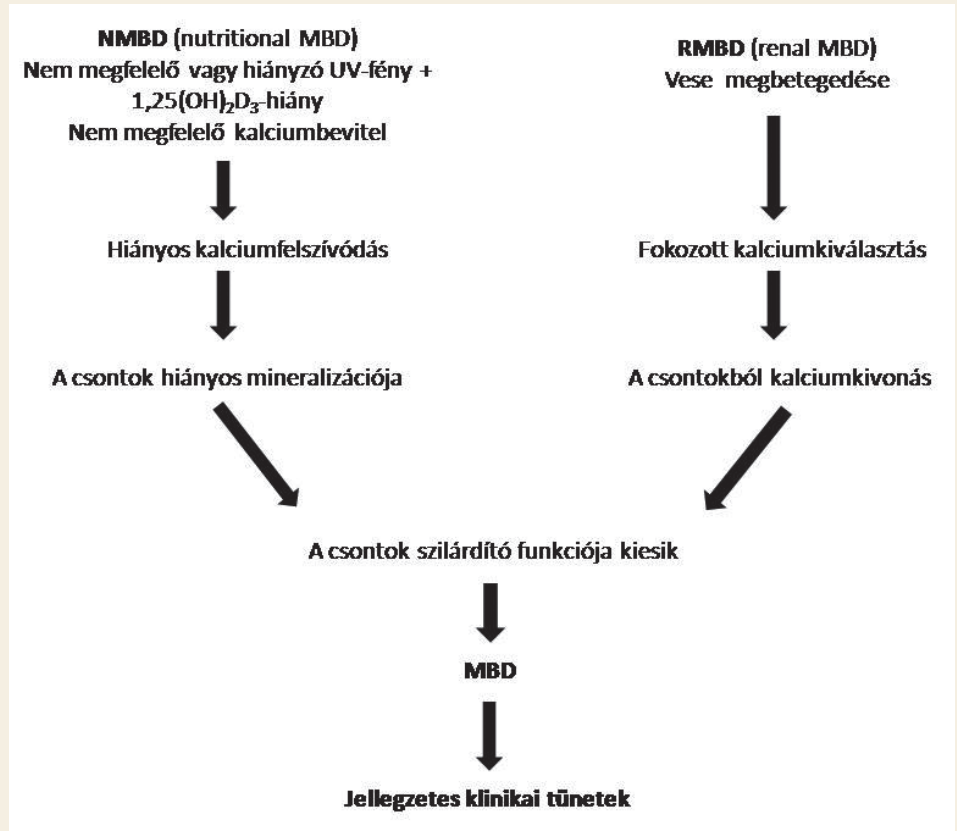 NMBD (nutritional MBD)
Nem megfelelő vagy hiányzó UV-fény +
1,25(OH)₂D₃-hiány
Nem megfelelő kalciumbevitel
RMBD (renal MBD)
Vese megbetegedése
Hiányos kalciumfelszívódás
Fokozott kalciumkiválasztás
A csontok hiányos mineralizációja
A csontokból kalciumkivonás
A csontok szilárdító funkciója kiesik
MBD
Jellegzetes klinikai tünetek